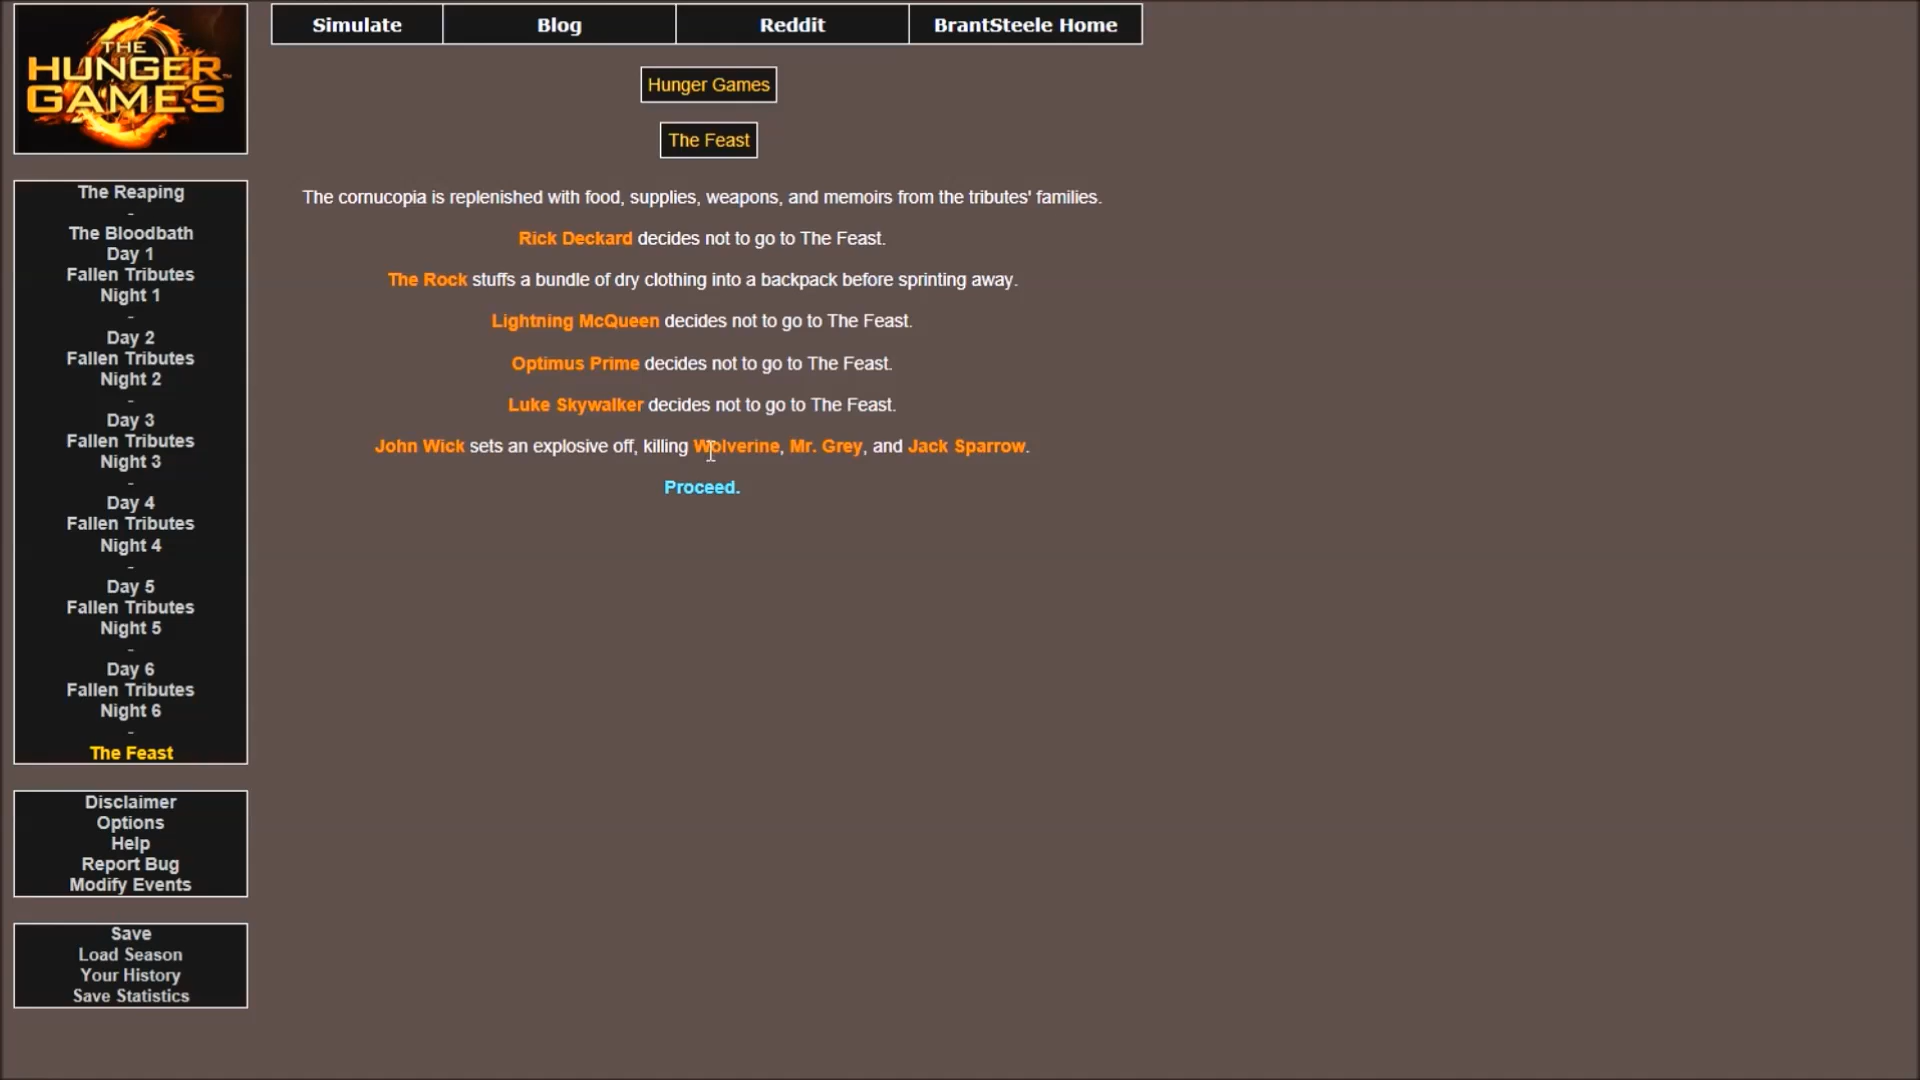 THE
HUNGER
GAMES
Simulate
Blog
Reddit
BrantSteele Home
Hunger Games
The Feast
The cornucopia is replenished with food, supplies, weapons, and memoirs from the tributes' families.
Rick Deckard decides not to go to The Feast.
The Rock stuffs a bundle of dry clothing into a backpack before sprinting away.
Lightning McQueen decides not to go to The Feast.
Optimus Prime decides not to go to The Feast.
Luke Skywalker decides not to go to The Feast.
John Wick sets an explosive off, killing Wolverine, Mr. Grey, and Jack Sparrow.
Proceed.
The Reaping
-
The Bloodbath
Day 1
Fallen Tributes
Night 1
-
Day 2
Fallen Tributes
Night 2
-
Day 3
Fallen Tributes
Night 3
-
Day 4
Fallen Tributes
Night 4
-
Day 5
Fallen Tributes
Night 5
-
Day 6
Fallen Tributes
Night 6
-
The Feast
Disclaimer
Options
Help
Report Bug
Modify Events
Save
Load Season
Your History
Save Statistics